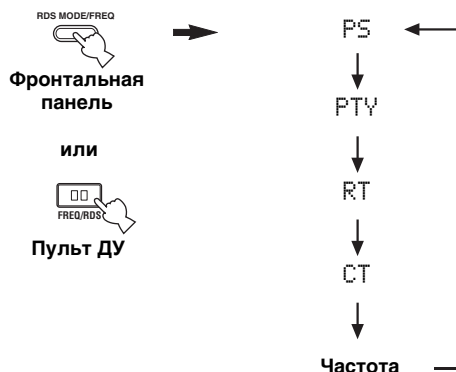 RDS MODE/FREQ
Фронтальная
панель
или
FREQ/RDS
Пульт ДУ
PS
PTY
RT
CT
Частота